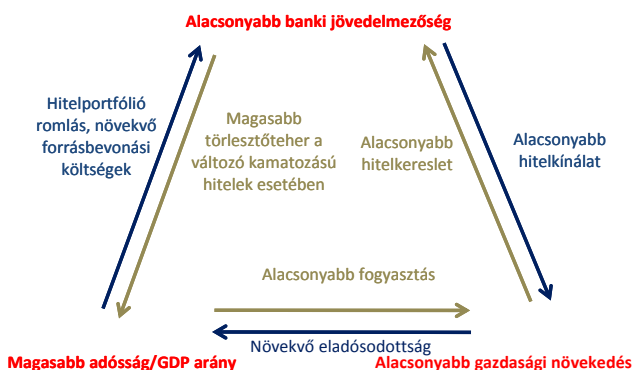 Alacsonyabb banki jövedelmezőség
Hitelportfólió
romlás, növekvő
forrásbevonási
költségek
Magasabb
törlesztőteher a
változó kamatozású
hitelek esetében
Alacsonyabb
hitelkereslet
Alacsonyabb
hitelkínálat
Alacsonyabb fogyasztás
Növekvő eladósodottság
Magasabb adósság/GDP arány
Alacsonyabb gazdasági növekedés